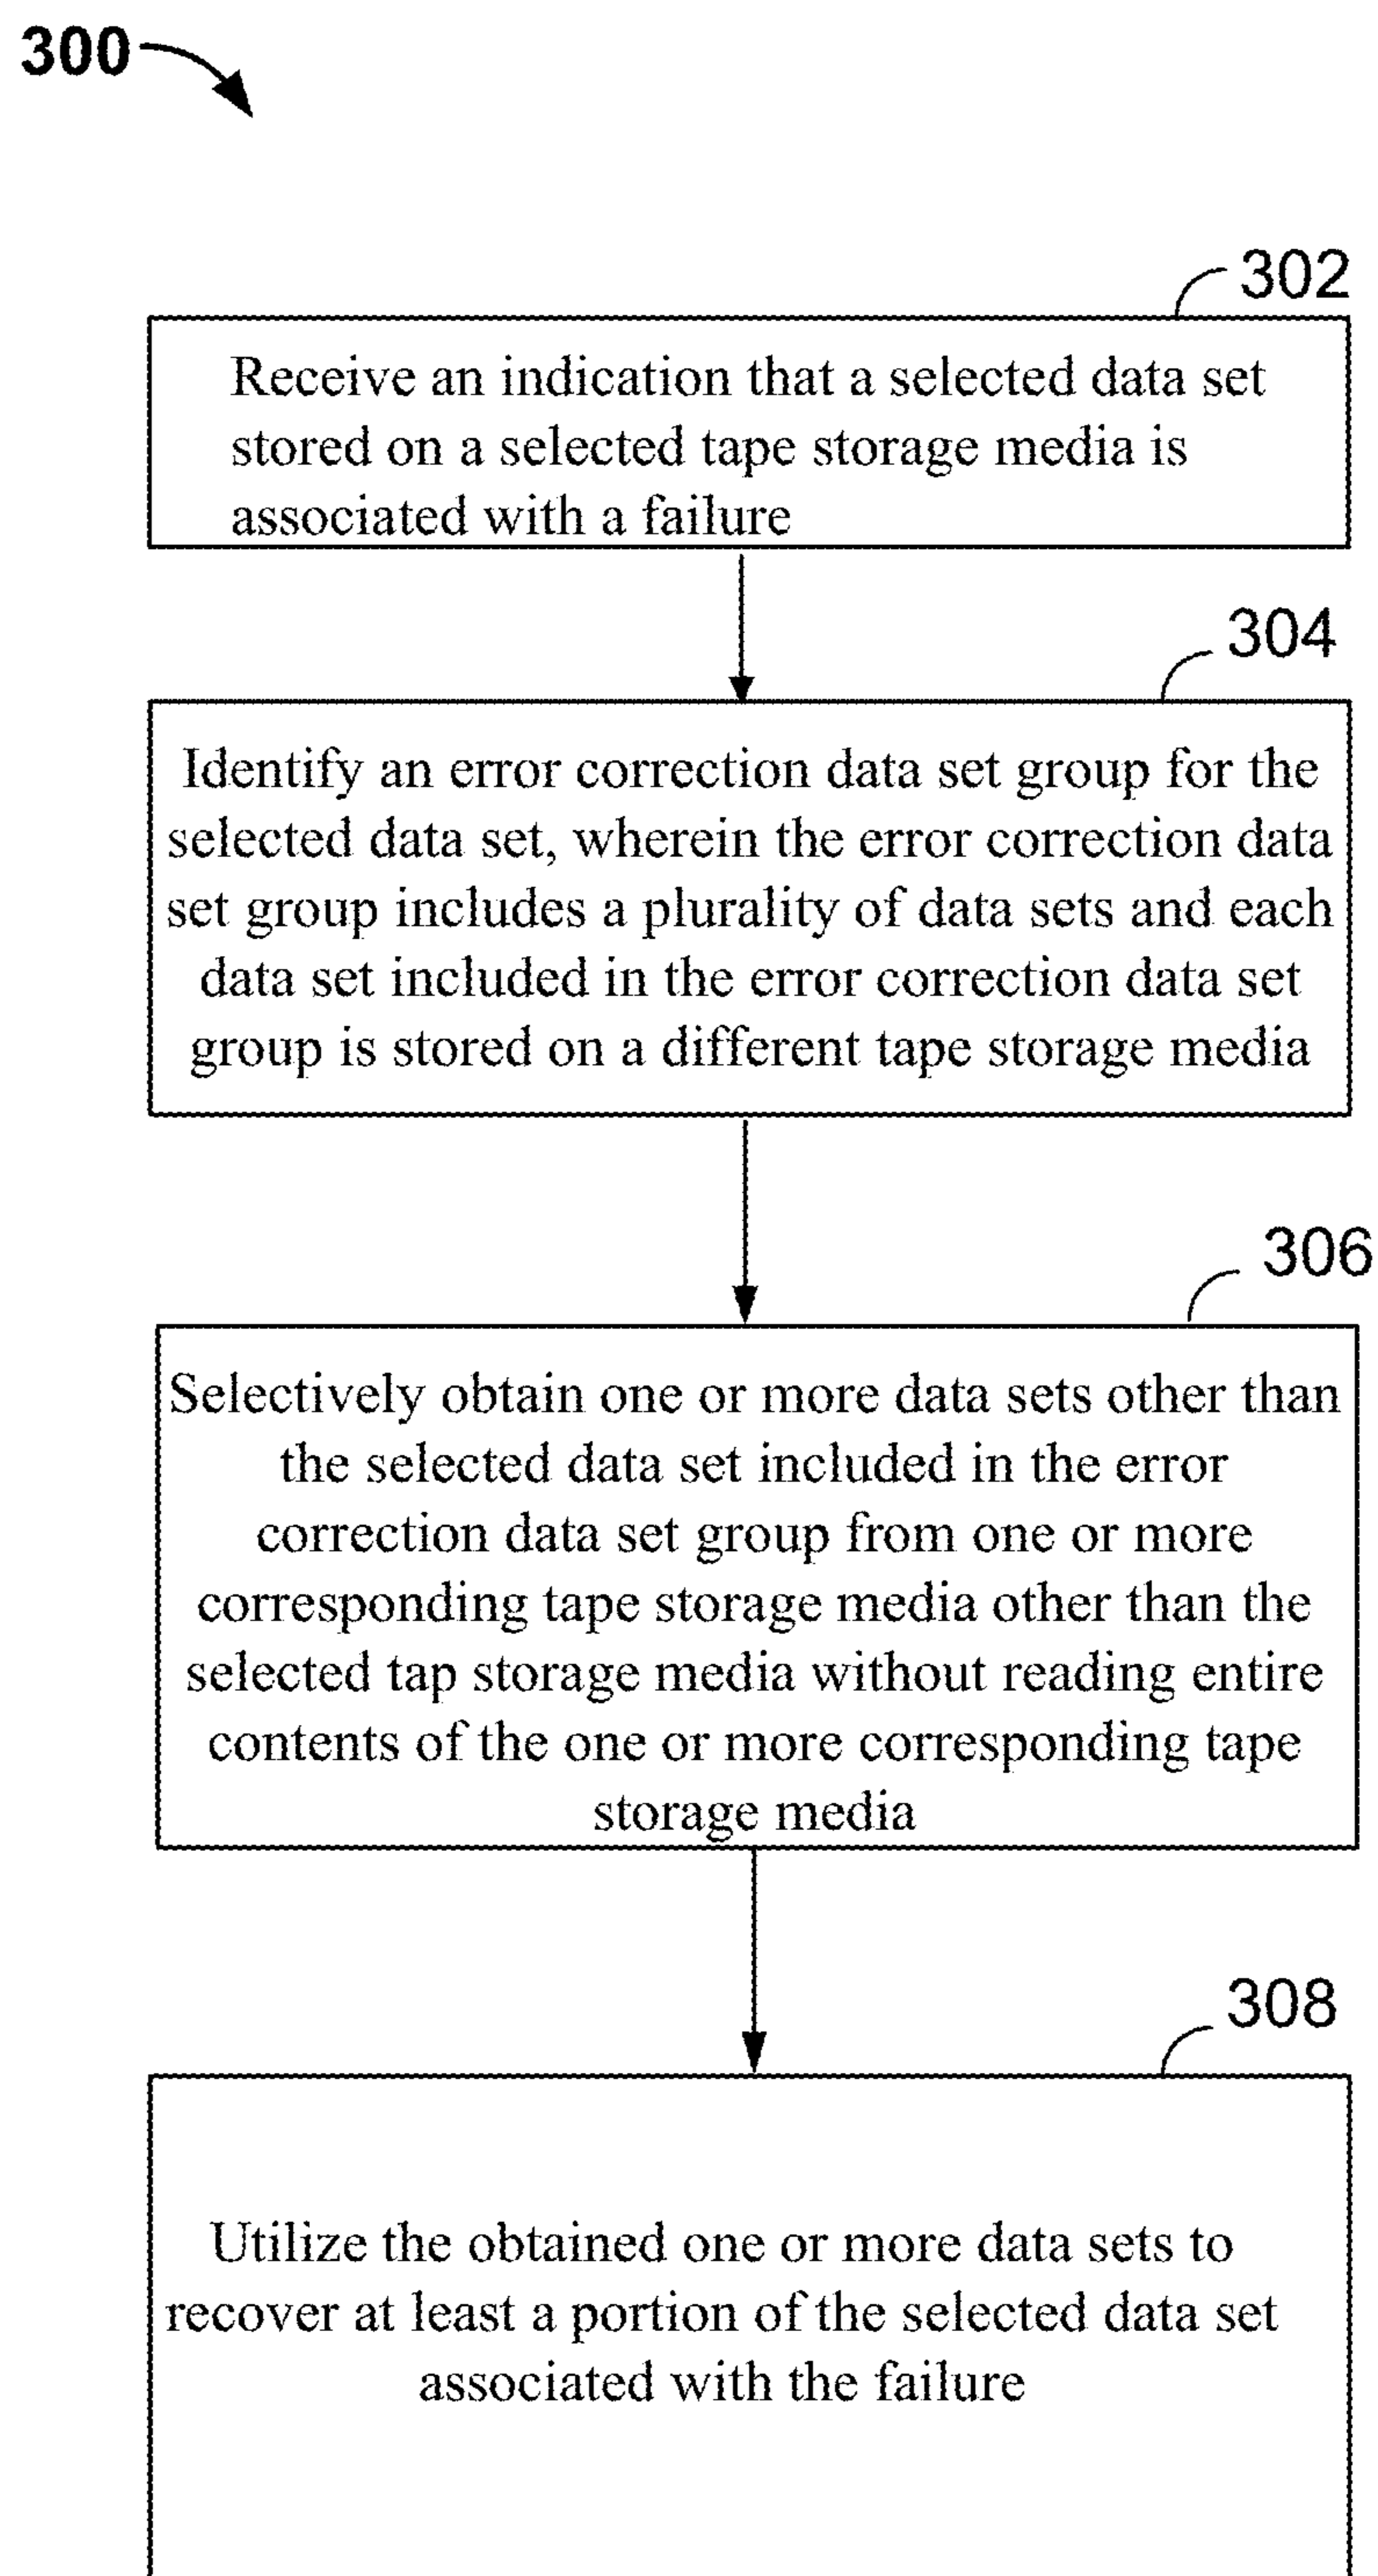 300
302
Receive an indication that a selected data set
stored on a selected tape storage media is
associated with a failure
304
Identify an error correction data set group for the
selected data set, wherein the error correction data
set group includes a plurality of data sets and each
data set included in the error correction data set
group is stored on a different tape storage media
306
Selectively obtain one or more data sets other than
the selected data set included in the error
correction data set group from one or more
corresponding tape storage media other than the
selected tap storage media without reading entire
contents of the one or more corresponding tape
storage media
308
Utilize the obtained one or more data sets to
recover at least a portion of the selected data set
associated with the failure